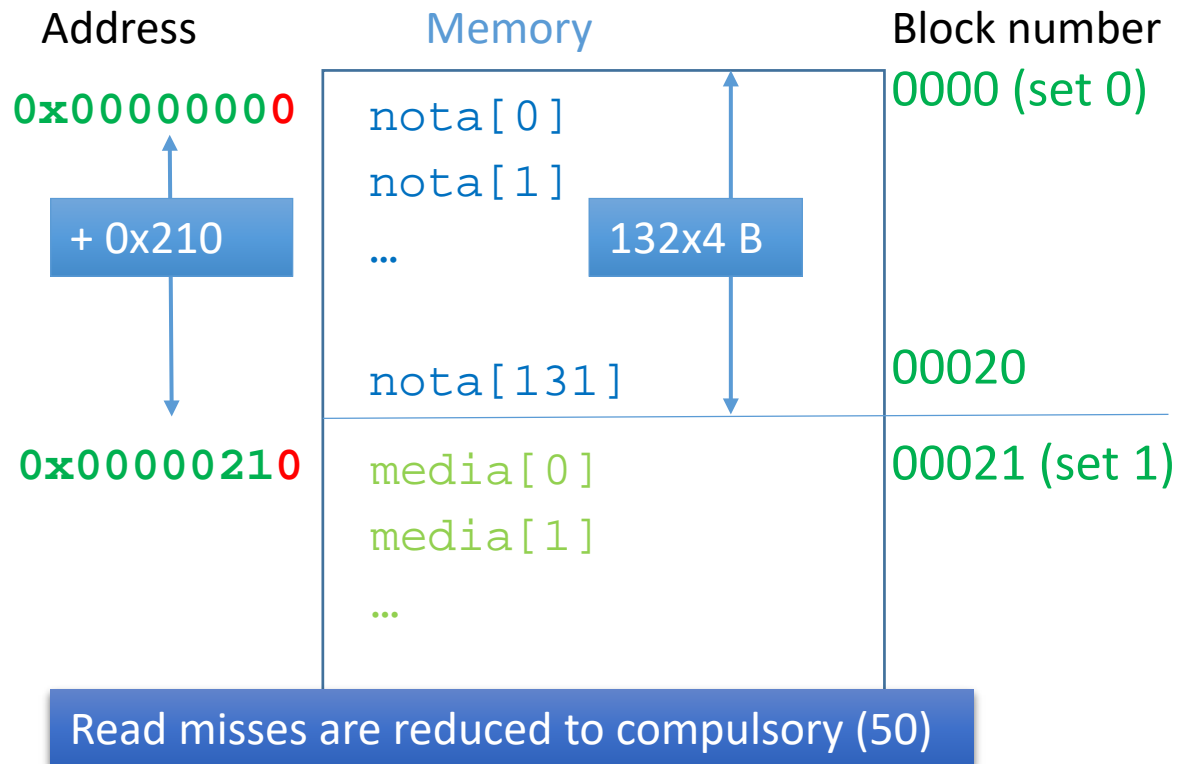 Address Memory Block number
0x00000000 0000 (set 0)
nota[0]
nota[1]
+ 0x210 132x4 B
…
nota[131] 00020
0x00000210 media[0] 00021 (set 1)
media[1]
…
Read misses are reduced to compulsory (50)